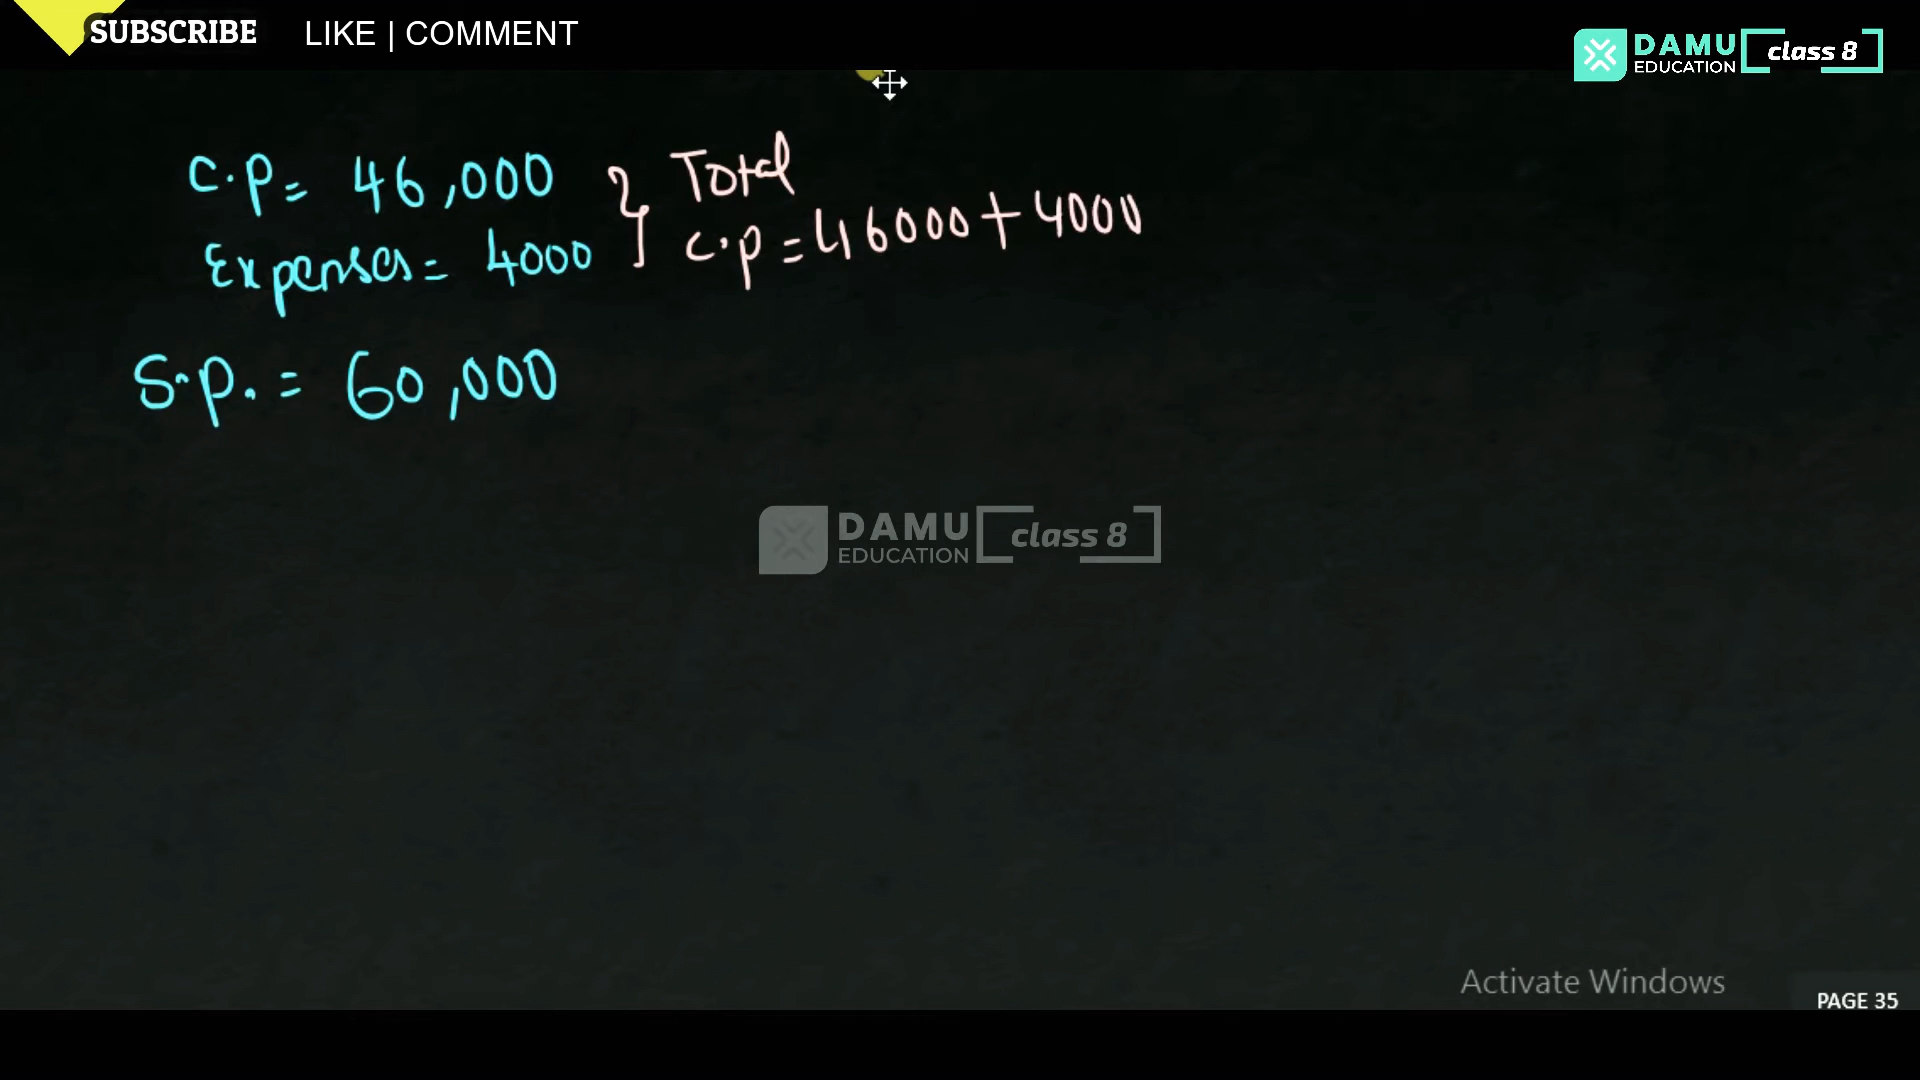 SUBSCRIBE LIKE | COMMENT
DAMU EDUCATION class 8
C.P = 46,000
Expenses = 4000
} Total
C.P = 46000 + 4000
S.P. = 60,000
DAMU EDUCATION class 8
Activate Windows
PAGE 35